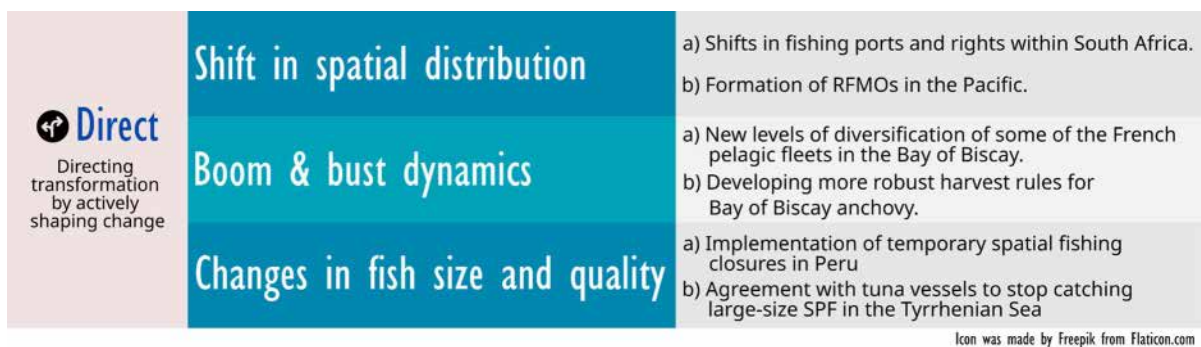 Direct
Directing
transformation
by actively
shaping change
Shift in spatial distribution
a) Shifts in fishing ports and rights within South Africa.
b) Formation of RFMOs in the Pacific.
Boom & bust dynamics
a) New levels of diversification of some of the French
pelagic fleets in the Bay of Biscay.
b) Developing more robust harvest rules for
Bay of Biscay anchovy.
Changes in fish size and quality
a) Implementation of temporary spatial fishing
closures in Peru
b) Agreement with tuna vessels to stop catching
large-size SPF in the Tyrrhenian Sea
Icon was made by Freepik from Flaticon.com